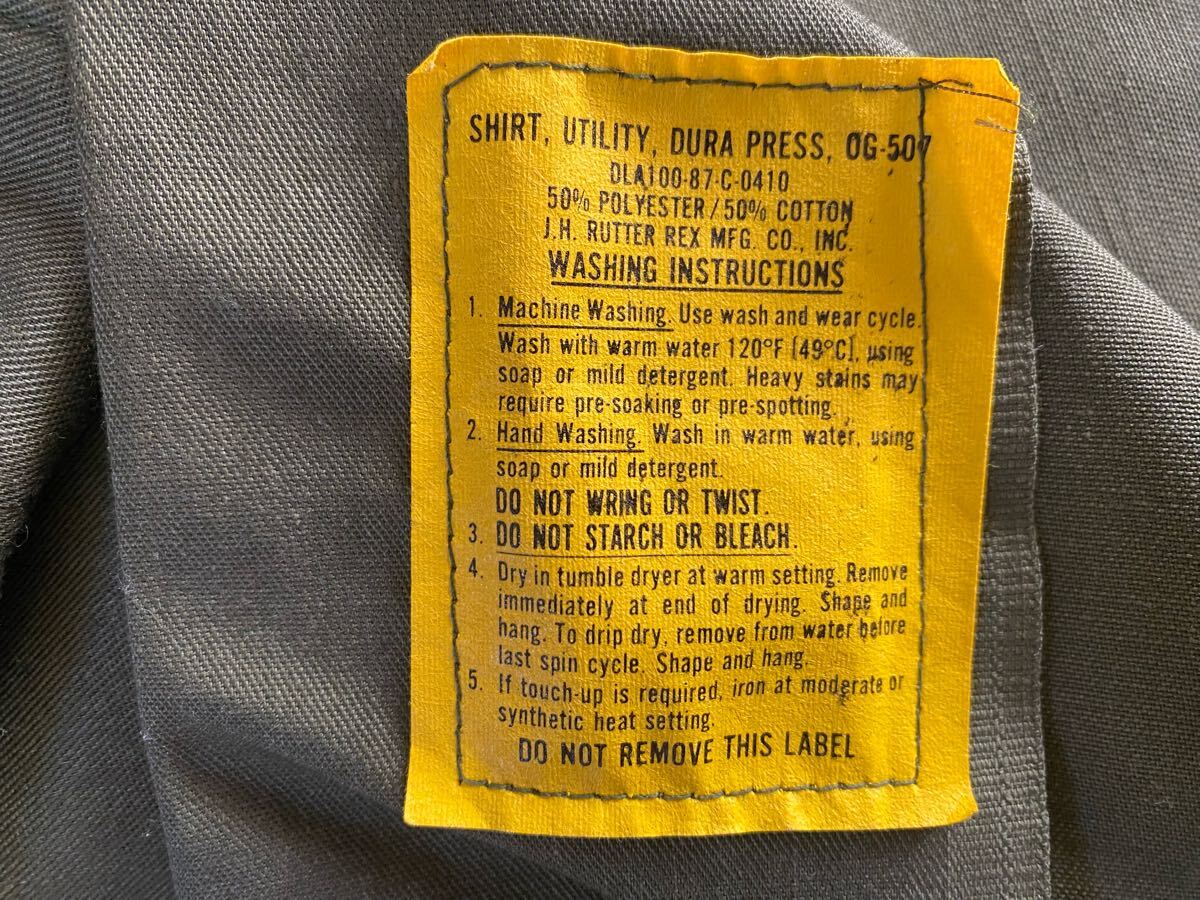 SHIRT, UTILITY, DURA PRESS, OG-507
DLA100-87-C-0410
50% POLYESTER/50% COTTON
J.H. RUTTER REX MFG. CO., INC.
WASHING INSTRUCTIONS
1. Machine Washing. Use wash and wear cycle.
Wash with warm water 120°F [49°C], using
soap or mild detergent. Heavy stains may
require pre-soaking or pre-spotting.
2. Hand Washing. Wash in warm water, using
soap or mild detergent.
DO NOT WRING OR TWIST.
3. DO NOT STARCH OR BLEACH.
4. Dry in tumble dryer at warm setting. Remove
immediately at end of drying. Shape and
hang. To drip dry, remove from water before
last spin cycle. Shape and hang.
5. If touch-up is required, iron at moderate or
synthetic heat setting.
DO NOT REMOVE THIS LABEL